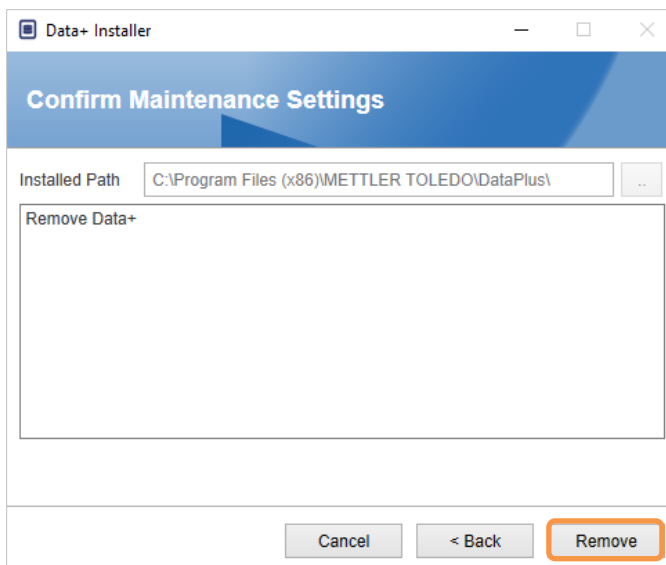 Data+ Installer
Confirm Maintenance Settings
Installed Path C:\Program Files (x86)\METTLER TOLEDO\DataPlus\ ..
Remove Data+
Cancel < Back Remove